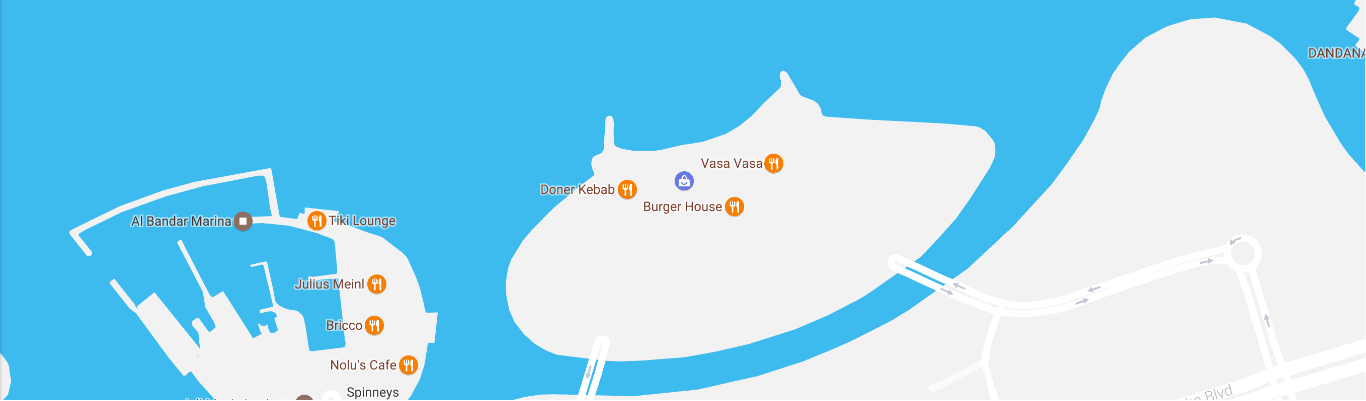 DANDANA
Vasa Vasa
Doner Kebab
Burger House
Al Bandar Marina
Tiki Lounge
Julius Meinl
Bricco
Nolu's Cafe
Spinneys
Blvd